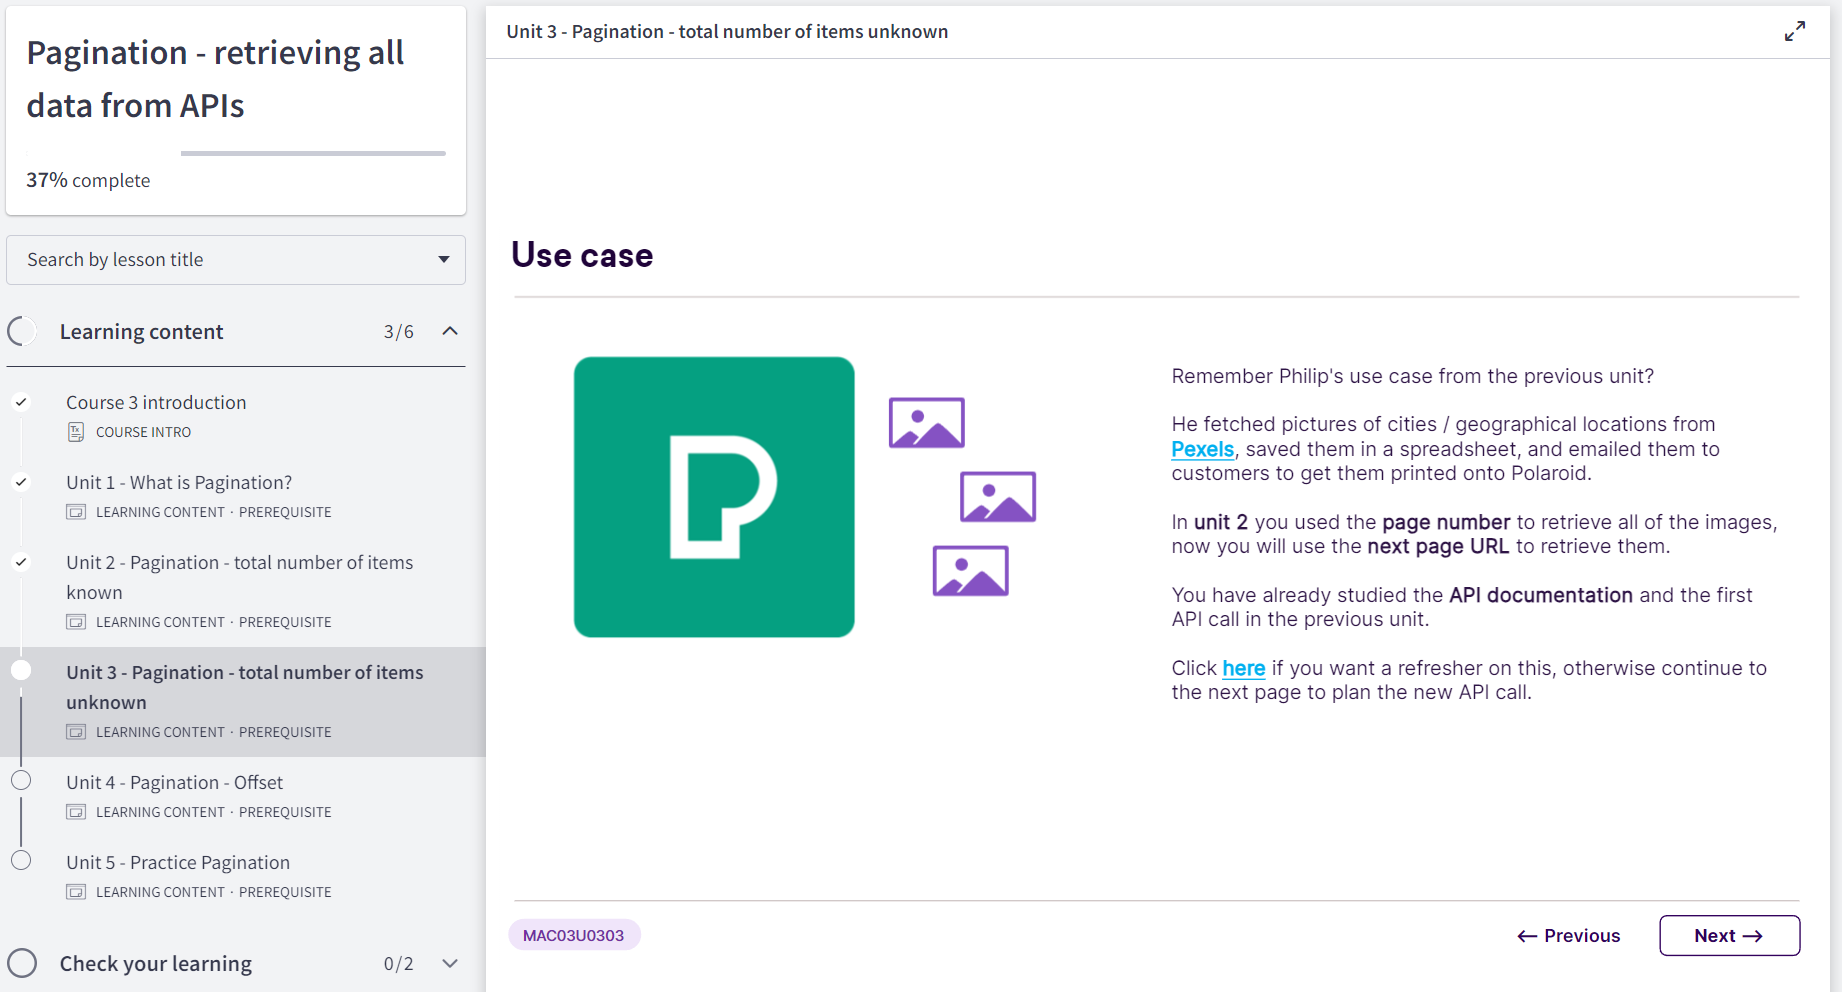 Pagination - retrieving all
data from APIs
37% complete
Search by lesson title
Learning content 3/6
Course 3 introduction
COURSE INTRO
Unit 1 - What is Pagination?
LEARNING CONTENT · PREREQUISITE
Unit 2 - Pagination - total number of items
known
LEARNING CONTENT · PREREQUISITE
Unit 3 - Pagination - total number of items
unknown
LEARNING CONTENT · PREREQUISITE
Unit 4 - Pagination - Offset
LEARNING CONTENT · PREREQUISITE
Unit 5 - Practice Pagination
LEARNING CONTENT · PREREQUISITE
Check your learning 0/2
Unit 3 - Pagination - total number of items unknown
Use case
Remember Philip's use case from the previous unit?
He fetched pictures of cities / geographical locations from
Pexels, saved them in a spreadsheet, and emailed them to
customers to get them printed onto Polaroid.
In unit 2 you used the page number to retrieve all of the images,
now you will use the next page URL to retrieve them.
You have already studied the API documentation and the first
API call in the previous unit.
Click here if you want a refresher on this, otherwise continue to
the next page to plan the new API call.
MAC03U0303
← Previous
Next →